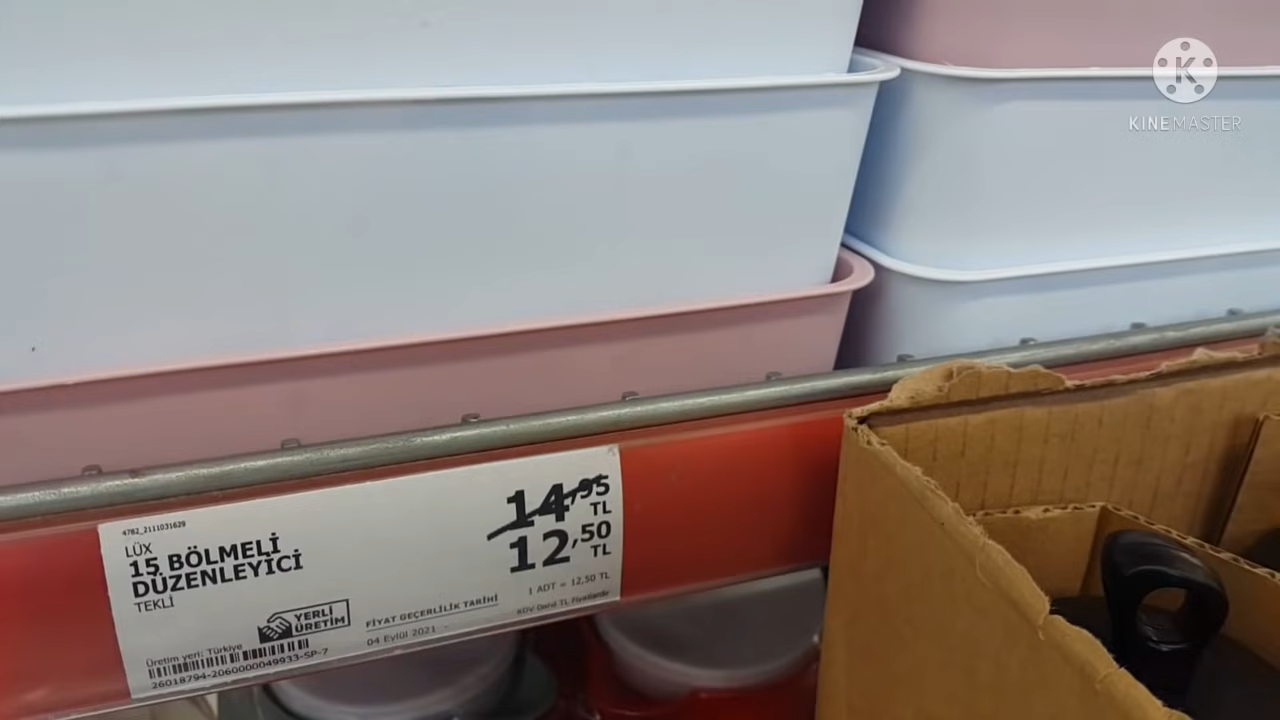 KINEMASTER
4782_2111031629
LÜX
15 BÖLMELİ
DÜZENLEYİCİ
TEKLİ
14,95
TL
12,50
TL
1 ADT = 12,50 TL
KDV Dahil TL Fiyatlarıdır
YERLİ
ÜRETİM
FİYAT GEÇERLİLİK TARİHİ
04 Eylül 2021
Üretim yeri: Türkiye
26018794-2060000049933-SP-7